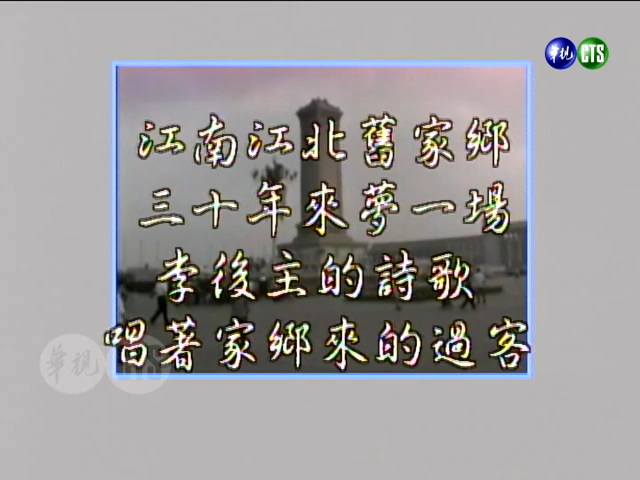 華視 CTS
江南江北舊家鄉
三十年來夢一場
李後主的詩歌
唱著家鄉來的過客
華視